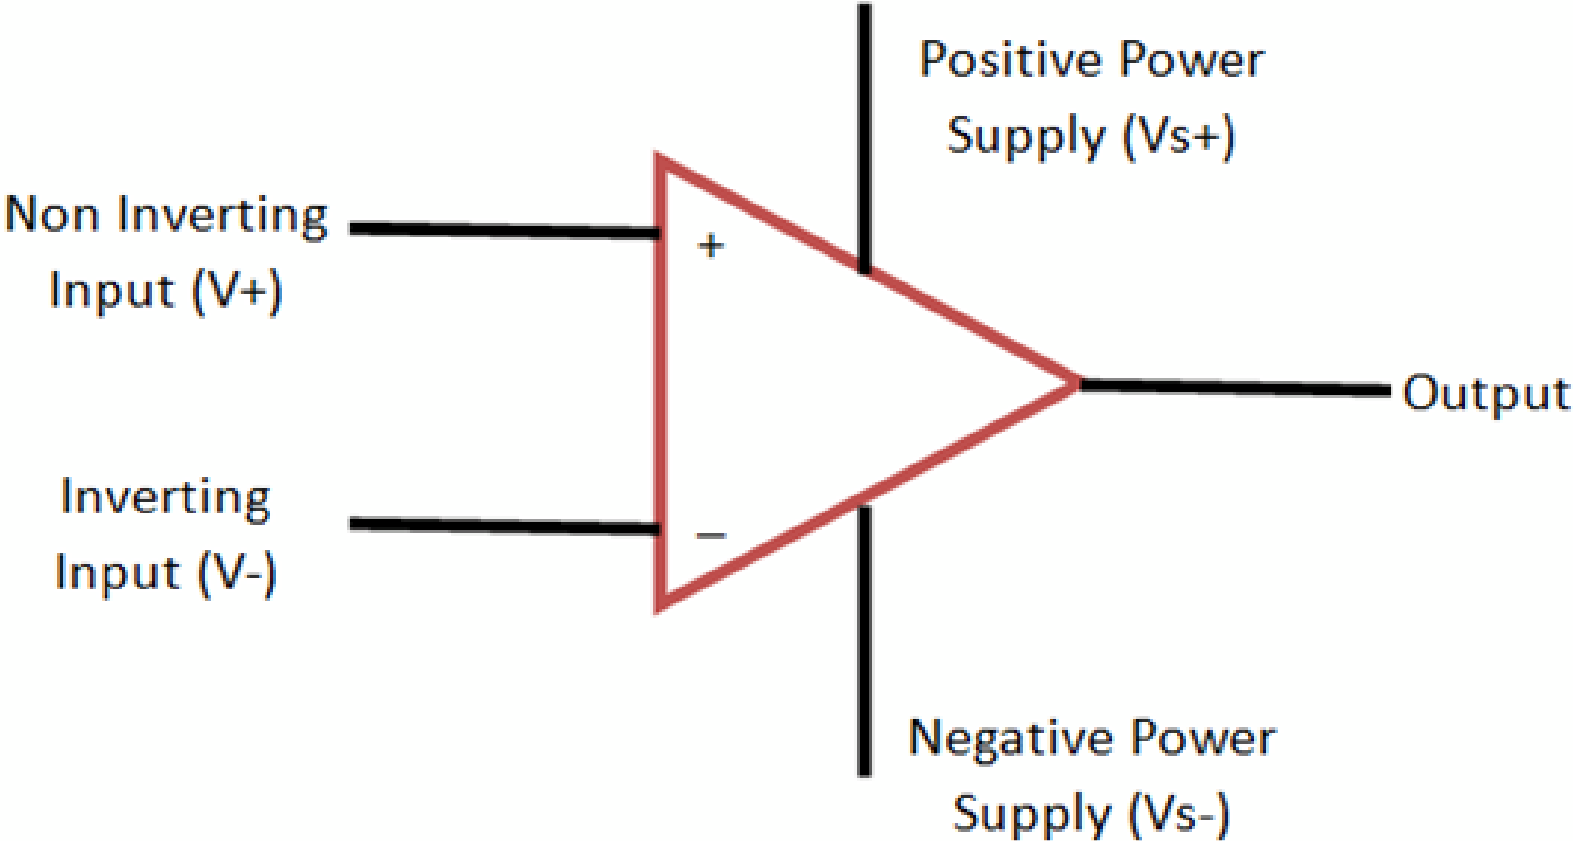 Positive Power
Supply (Vs+)
Non Inverting
Input (V+)
+
Output
Inverting
Input (V-)
–
Negative Power
Supply (Vs-)